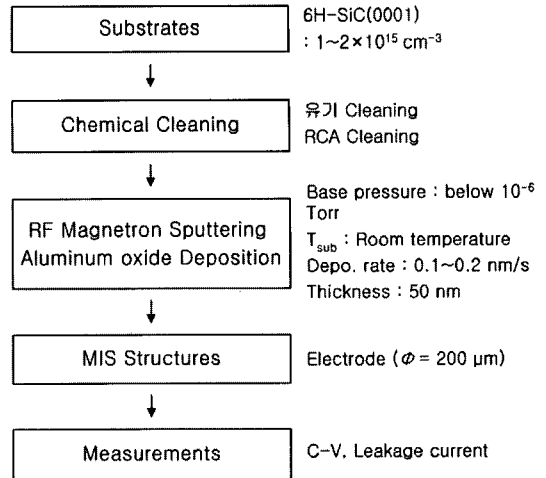 Substrates
6H-SiC(0001)
: 1~2×10¹⁵ cm⁻³
Chemical Cleaning
유기 Cleaning
RCA Cleaning
RF Magnetron Sputtering
Aluminum oxide Deposition
Base pressure : below 10⁻⁶
Torr
T_sub : Room temperature
Depo. rate : 0.1~0.2 nm/s
Thickness : 50 nm
MIS Structures
Electrode (Φ = 200 μm)
Measurements
C-V, Leakage current